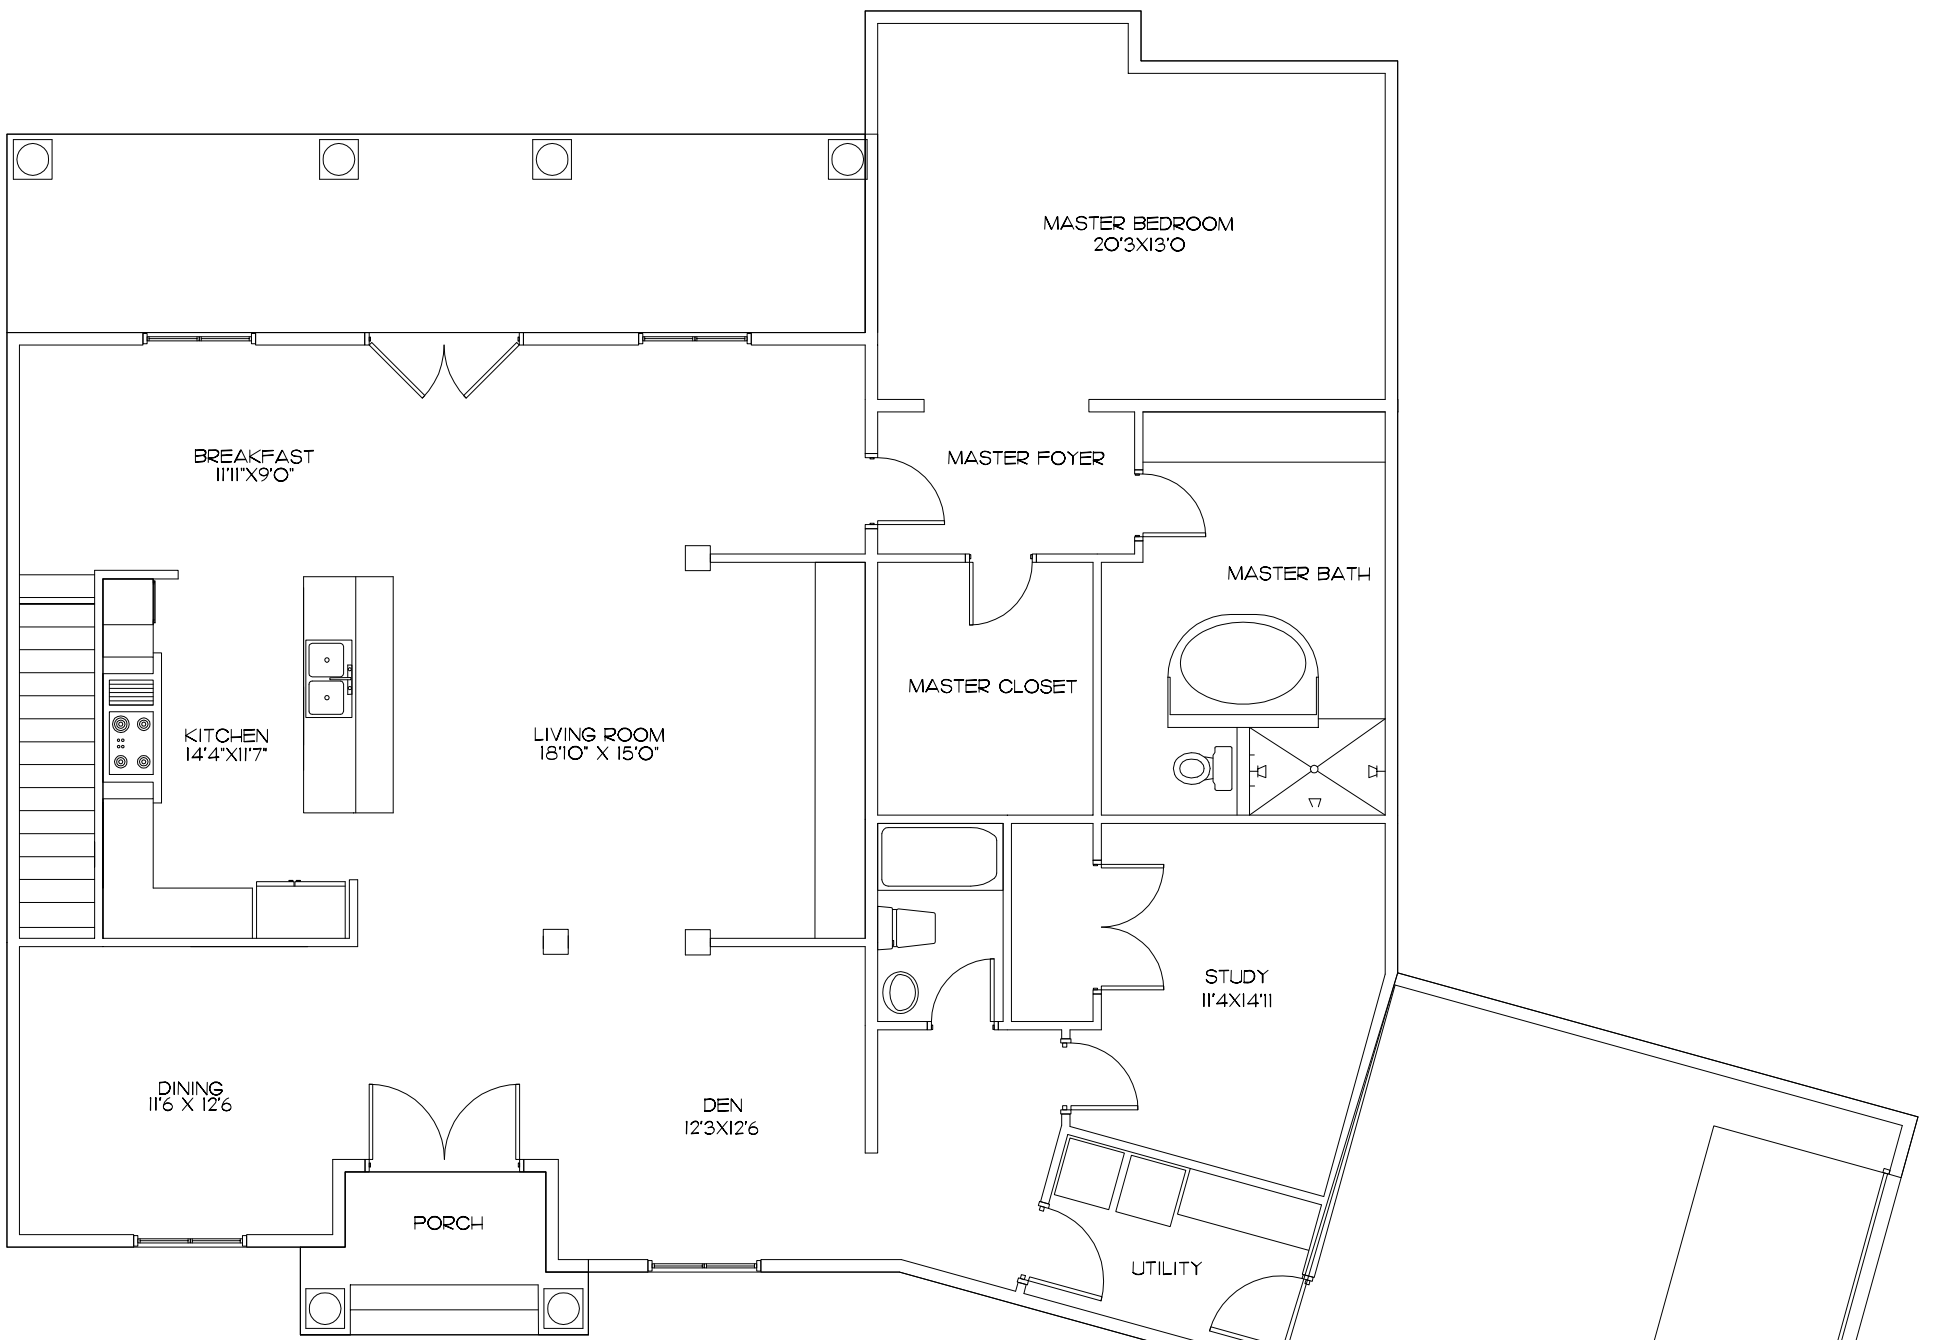 MASTER BEDROOM
20'3X13'0
BREAKFAST
11'11"X9'0"
MASTER FOYER
MASTER BATH
MASTER CLOSET
KITCHEN
14'4"X11'7"
LIVING ROOM
18'10" X 15'0"
STUDY
11'4X14'11
DINING
11'6 X 12'6
DEN
12'3X12'6
PORCH
UTILITY